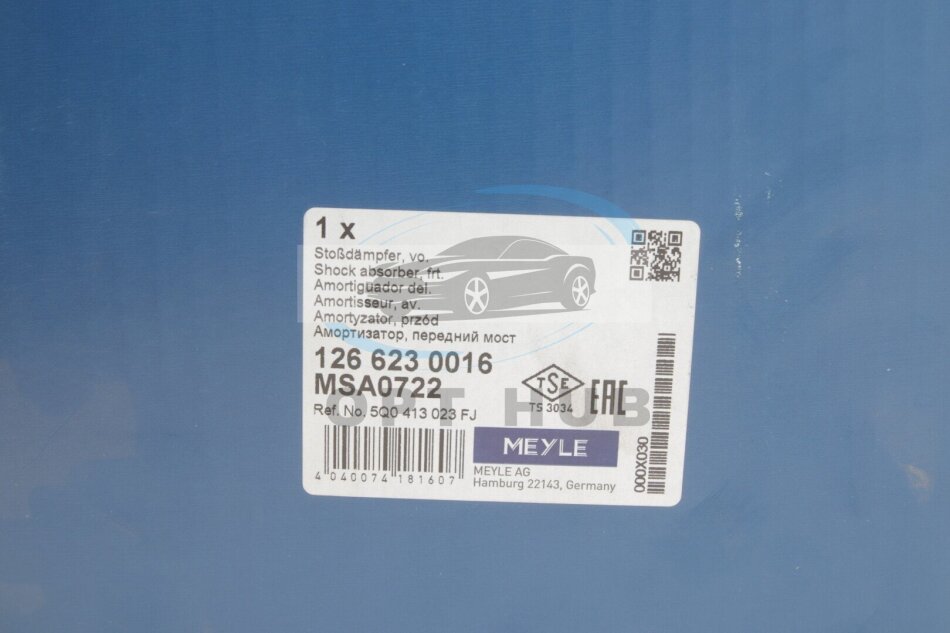 1 x
Stoßdämpfer, vo.
Shock absorber, frt.
Amortiguador del.
Amortisseur, av.
Amortyzator, przód
Амортизатор, передний мост
126 623 0016
MSA0722
Ref. No. 5Q0 413 023 FJ
TSE
TS 3034
EAC
OPT HUB
MEYLE
MEYLE AG
Hamburg 22143, Germany
4 040074 181607
000X030